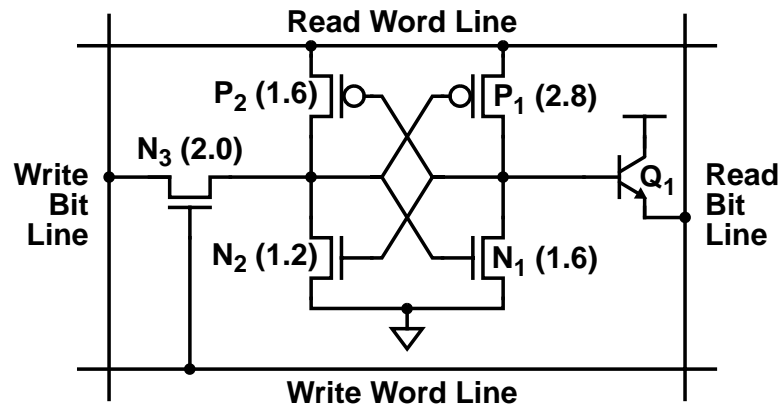 Read Word Line
P2 (1.6)
P1 (2.8)
N3 (2.0)
Write
Bit
Line
Q1
Read
Bit
Line
N2 (1.2)
N1 (1.6)
Write Word Line